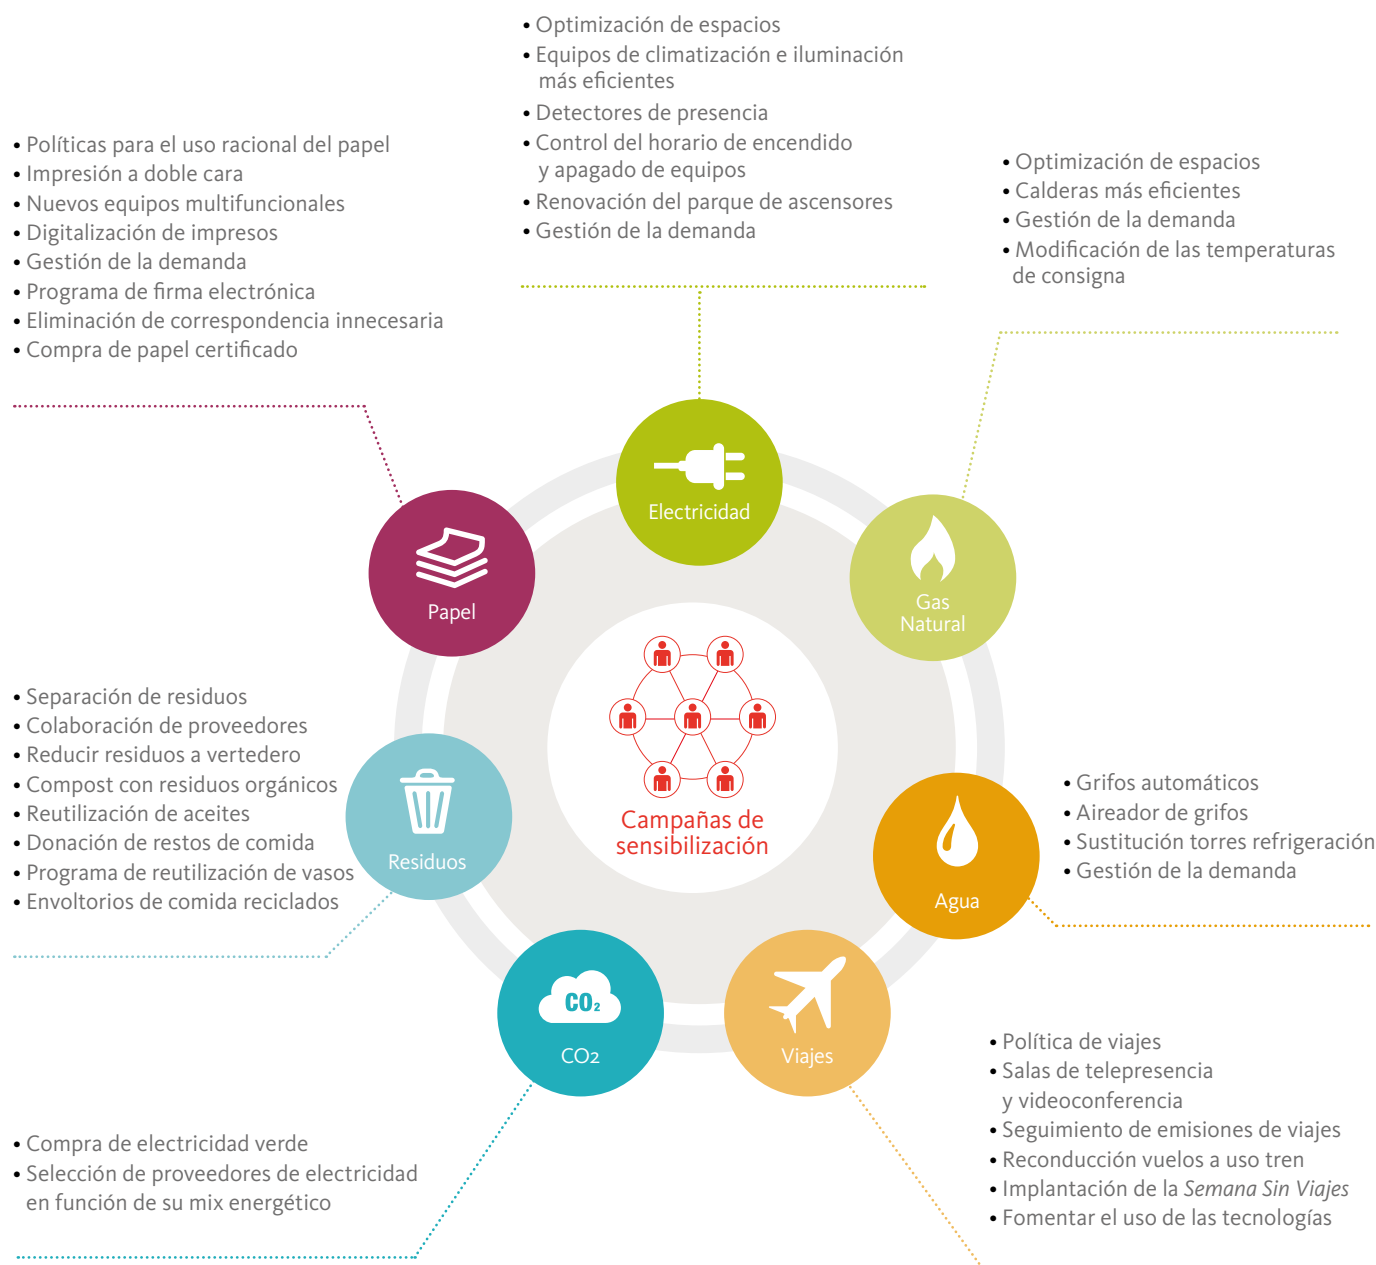 • Optimización de espacios
• Equipos de climatización e iluminación
más eficientes
• Detectores de presencia
• Control del horario de encendido
y apagado de equipos
• Renovación del parque de ascensores
• Gestión de la demanda
• Políticas para el uso racional del papel
• Impresión a doble cara
• Nuevos equipos multifuncionales
• Digitalización de impresos
• Gestión de la demanda
• Programa de firma electrónica
• Eliminación de correspondencia innecesaria
• Compra de papel certificado
• Optimización de espacios
• Calderas más eficientes
• Gestión de la demanda
• Modificación de las temperaturas
de consigna
Electricidad
Papel
Gas
Natural
• Separación de residuos
• Colaboración de proveedores
• Reducir residuos a vertedero
• Compost con residuos orgánicos
• Reutilización de aceites
• Donación de restos de comida
• Programa de reutilización de vasos
• Envoltorios de comida reciclados
Residuos
Campañas de
sensibilización
• Grifos automáticos
• Aireador de grifos
• Sustitución torres refrigeración
• Gestión de la demanda
Agua
CO2
CO2
Viajes
• Compra de electricidad verde
• Selección de proveedores de electricidad
en función de su mix energético
• Política de viajes
• Salas de telepresencia
y videoconferencia
• Seguimiento de emisiones de viajes
• Reconducción vuelos a uso tren
• Implantación de la Semana Sin Viajes
• Fomentar el uso de las tecnologías